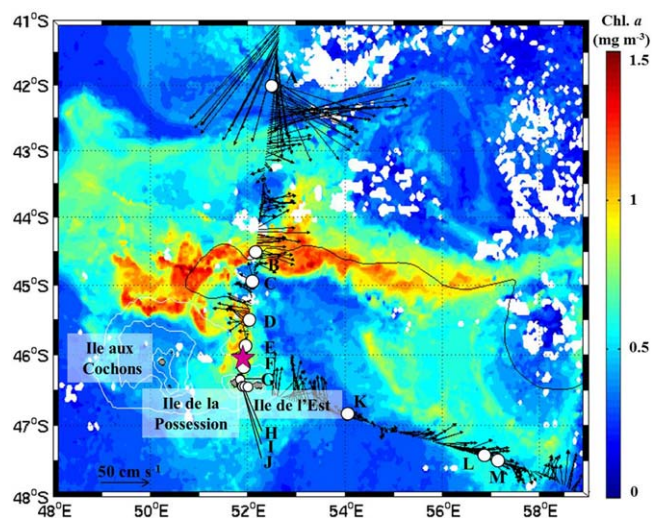 Chl. a
(mg m-3)
1.5
1
0.5
0
41°S
42°S
43°S
44°S
45°S
46°S
47°S
48°S
A
B
C
D
E
F
G
Ile aux
Cochons
Ile de la
Possession
Ile de l'Est
K
H
I
J
L
M
50 cm s-1
48°E
50°E
52°E
54°E
56°E
58°E